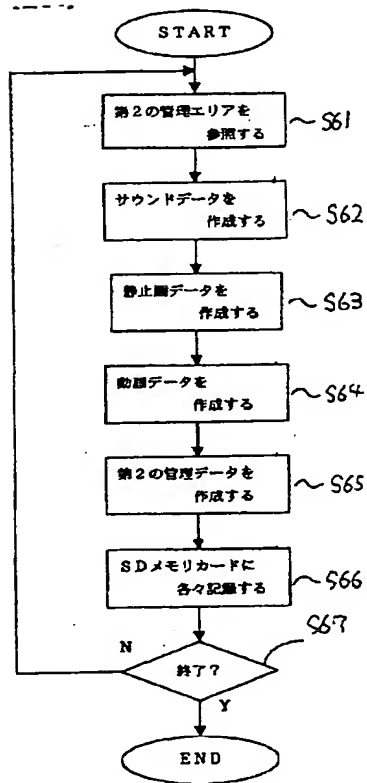 START
第2の管理エリアを
参照する
S61
サウンドデータを
作成する
S62
静止画データを
作成する
S63
動画データを
作成する
S64
第2の管理データを
作成する
S65
SDメモリカードに
各々記録する
S66
S67
N
終了?
Y
END